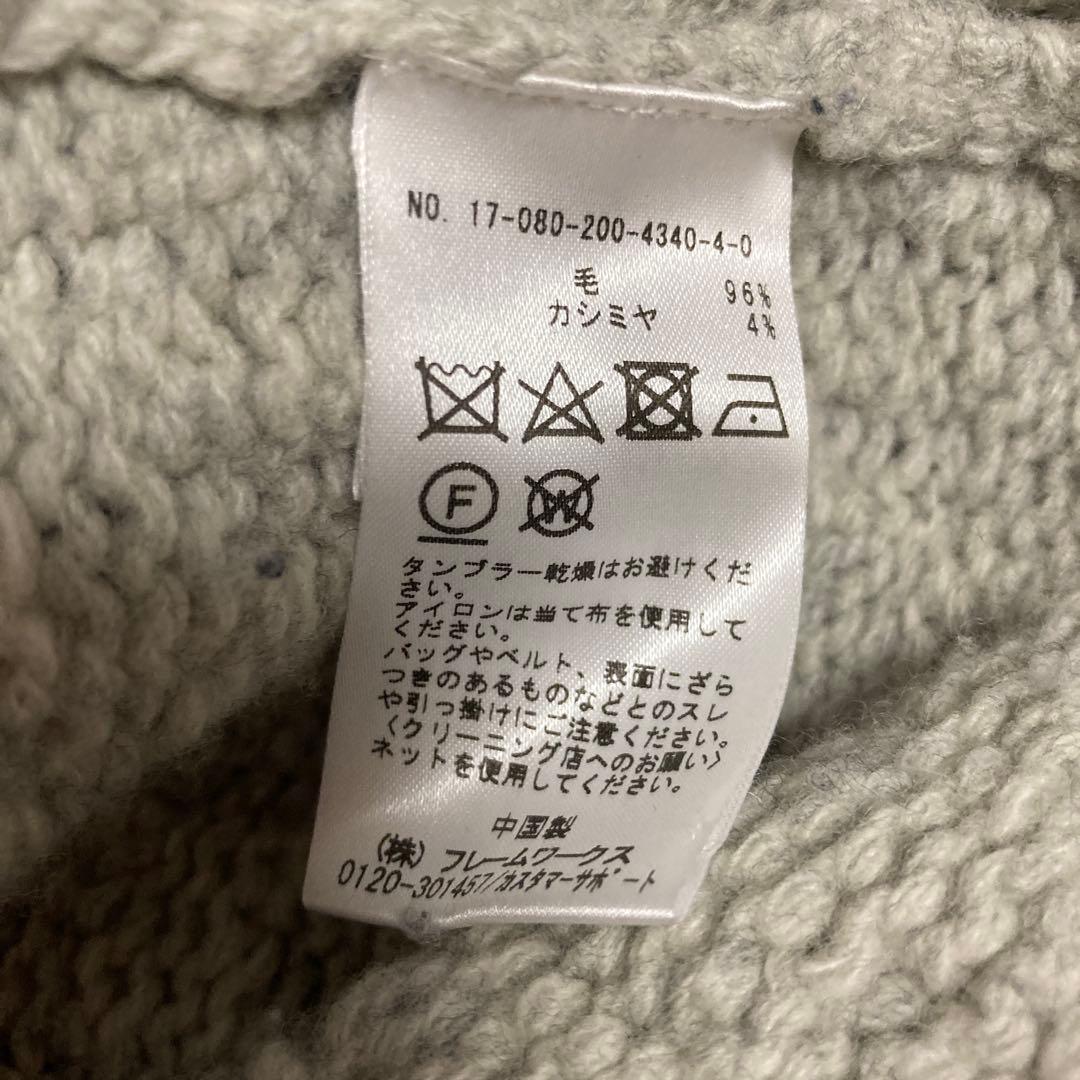 NO. 17-080-200-4340-4-0
毛 96%
カシミヤ 4%
F
W
タンブラー乾燥はお避けくだ
さい。
アイロンは当て布を使用して
ください。
バッグやベルト、表面にざら
つきのあるものなどとのスレ
や引っ掛けにご注意ください。
〈クリーニング店へのお願い〉
ネットを使用してください。
中国製
(株) フレームワークス
0120-301457/カスタマーサポート